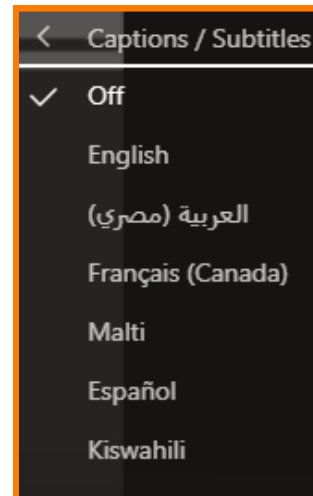 Captions / Subtitles
Off
English
العربية (مصري)
Français (Canada)
Malti
Español
Kiswahili